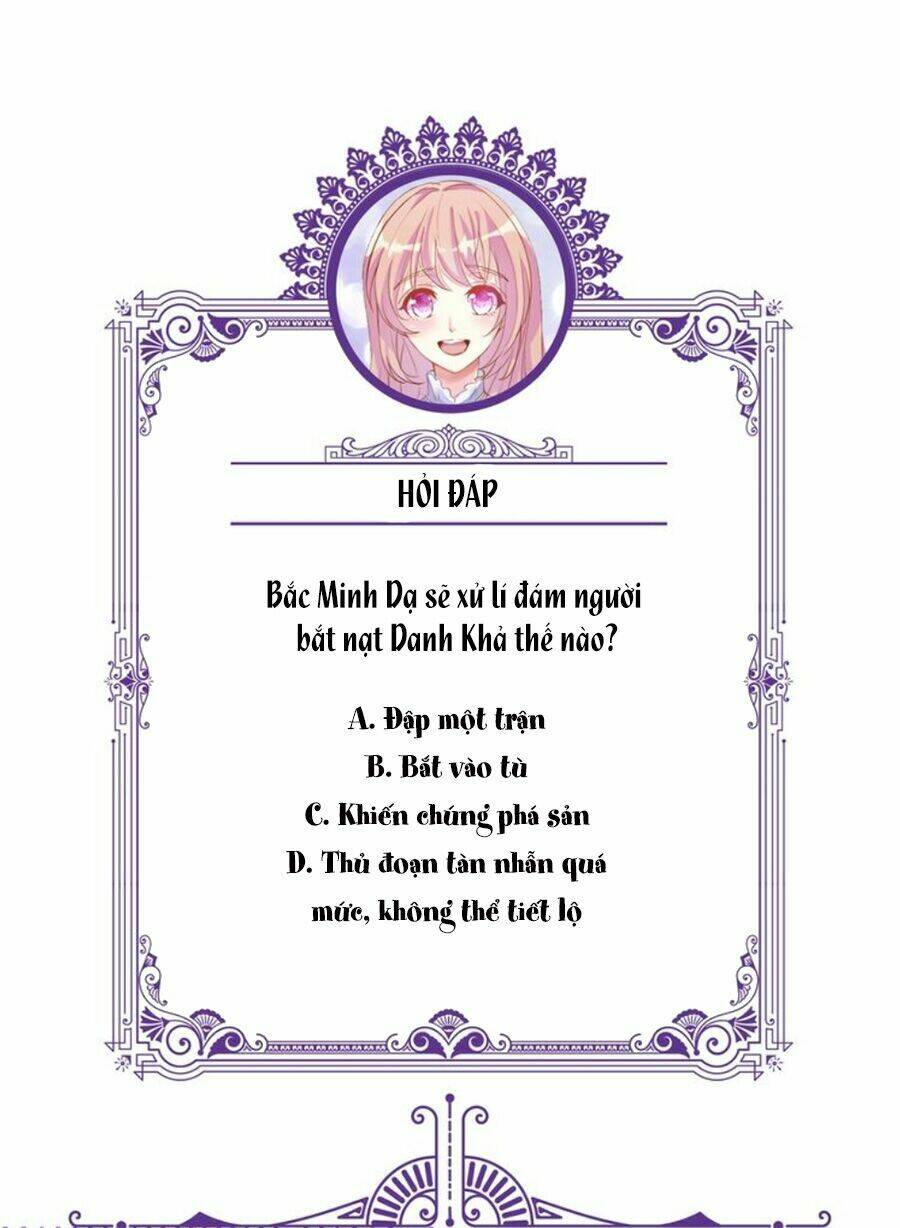 HỎI ĐÁP
Bắc Minh Dạ sẽ xử lí đám người
bắt nạt Danh Khả thế nào?
A. Đập một trận
B. Bắt vào tù
C. Khiến chứng phá sản
D. Thủ đoạn tàn nhẫn quá
mức, không thể tiết lộ